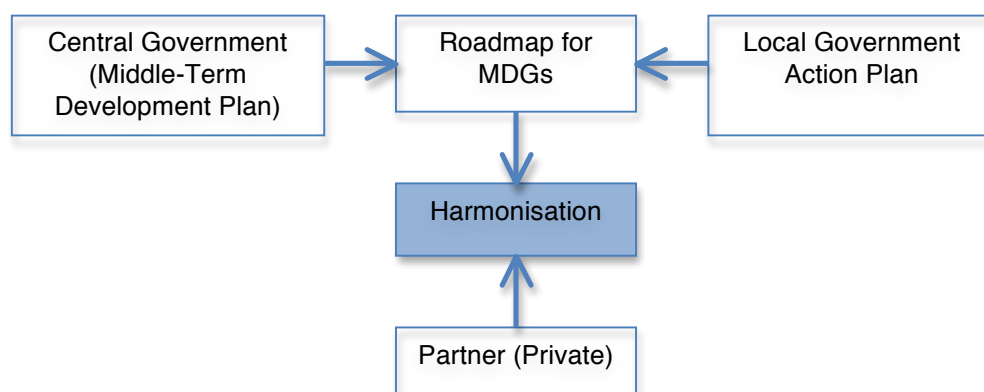 Central Government
(Middle-Term
Development Plan)
Roadmap for
MDGs
Local Government
Action Plan
Harmonisation
Partner (Private)